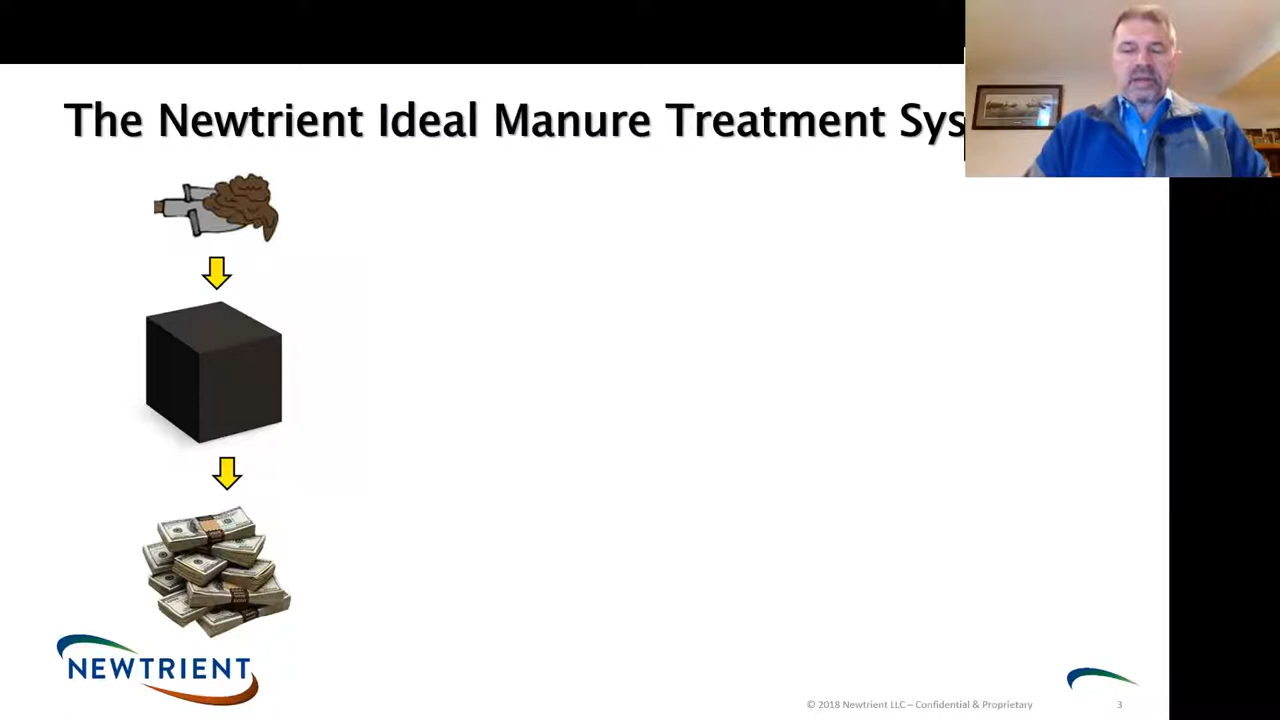 The Newtrient Ideal Manure Treatment Sys
NEWTRIENT
© 2018 Newtrient LLC – Confidential & Proprietary
3